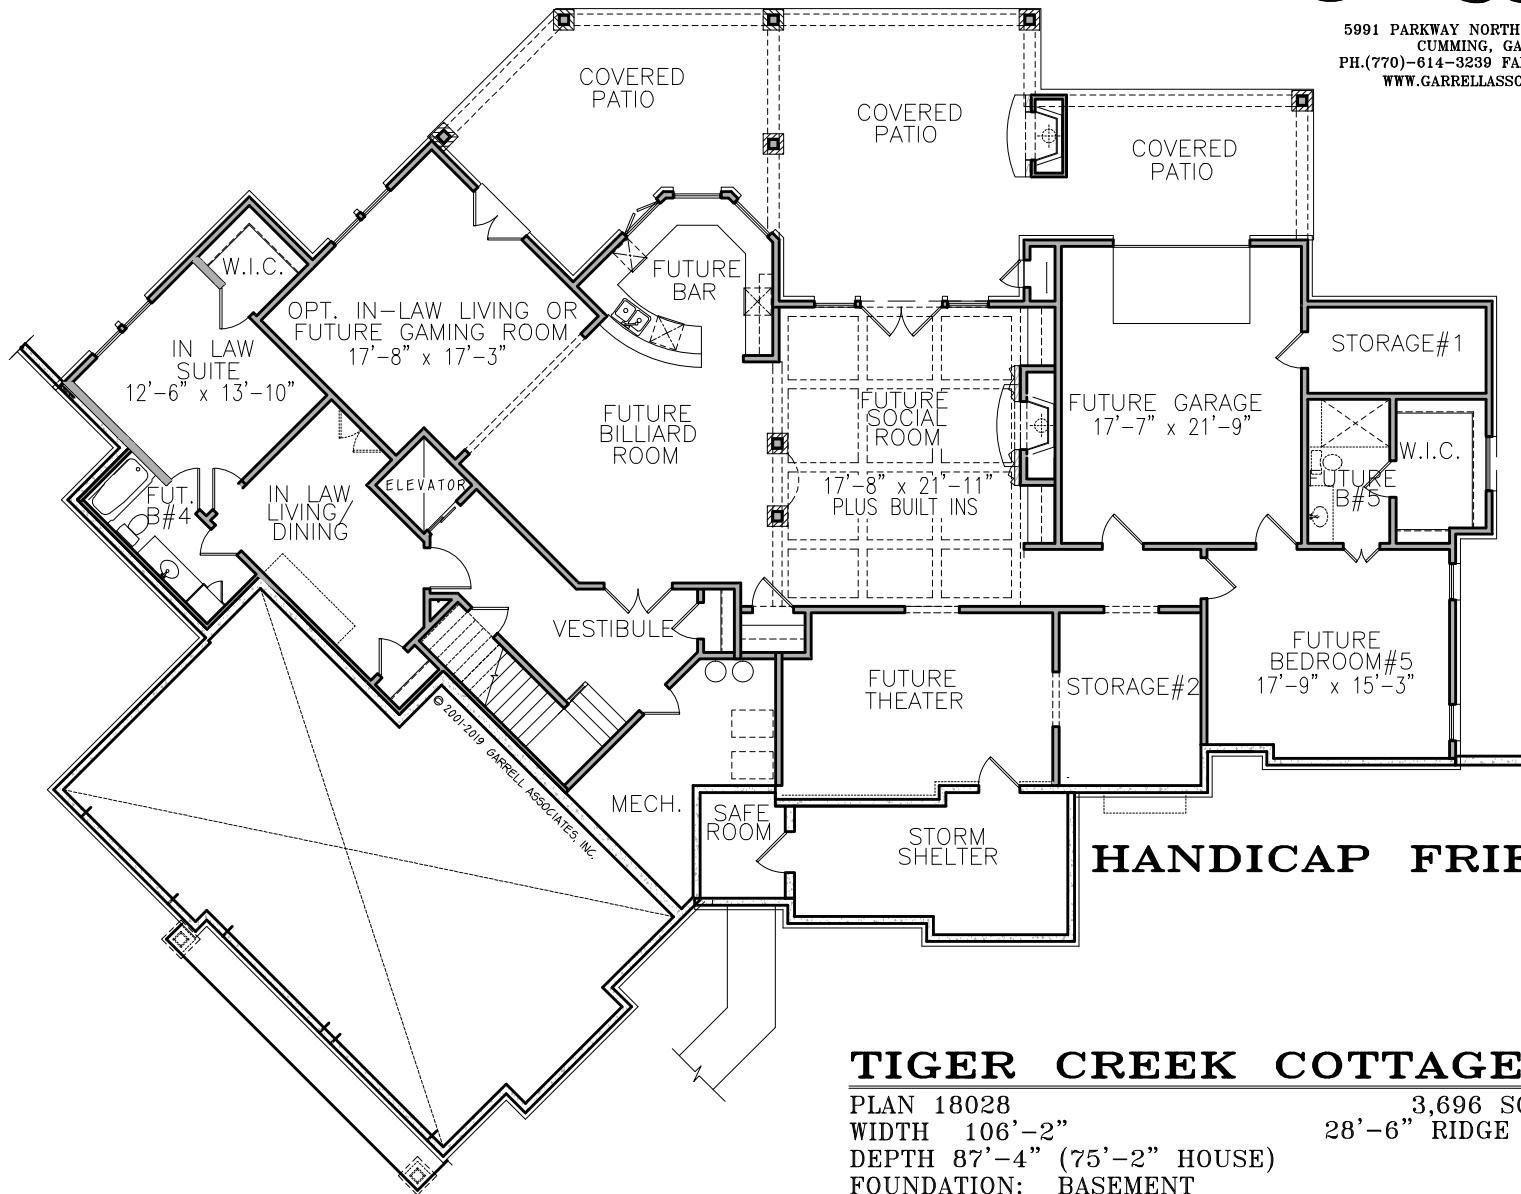 5991 PARKWAY NORTH
CUMMING, GA
PH.(770)-614-3239 FA
WWW.GARRELLASSO
COVERED
PATIO
COVERED
PATIO
COVERED
PATIO
W.I.C.
FUTURE
BAR
OPT. IN-LAW LIVING OR
FUTURE GAMING ROOM
17'-8" x 17'-3"
IN LAW
SUITE
12'-6" x 13'-10"
STORAGE#1
FUTURE
BILLIARD
ROOM
FUTURE
SOCIAL
ROOM
17'-8" x 21'-11"
PLUS BUILT INS
FUTURE GARAGE
17'-7" x 21'-9"
W.I.C.
FUTURE
B#5
ELEVATOR
FUT.
B#4
IN LAW
LIVING/
DINING
VESTIBULE
FUTURE
THEATER
STORAGE#2
FUTURE
BEDROOM#5
17'-9" x 15'-3"
© 2001-2019 GARRELL ASSOCIATES, INC.
MECH.
SAFE
ROOM
STORM
SHELTER
HANDICAP FRIE
TIGER CREEK COTTAGE
PLAN 18028 3,696 SQ
WIDTH 106'-2" 28'-6" RIDGE
DEPTH 87'-4" (75'-2" HOUSE)
FOUNDATION: BASEMENT